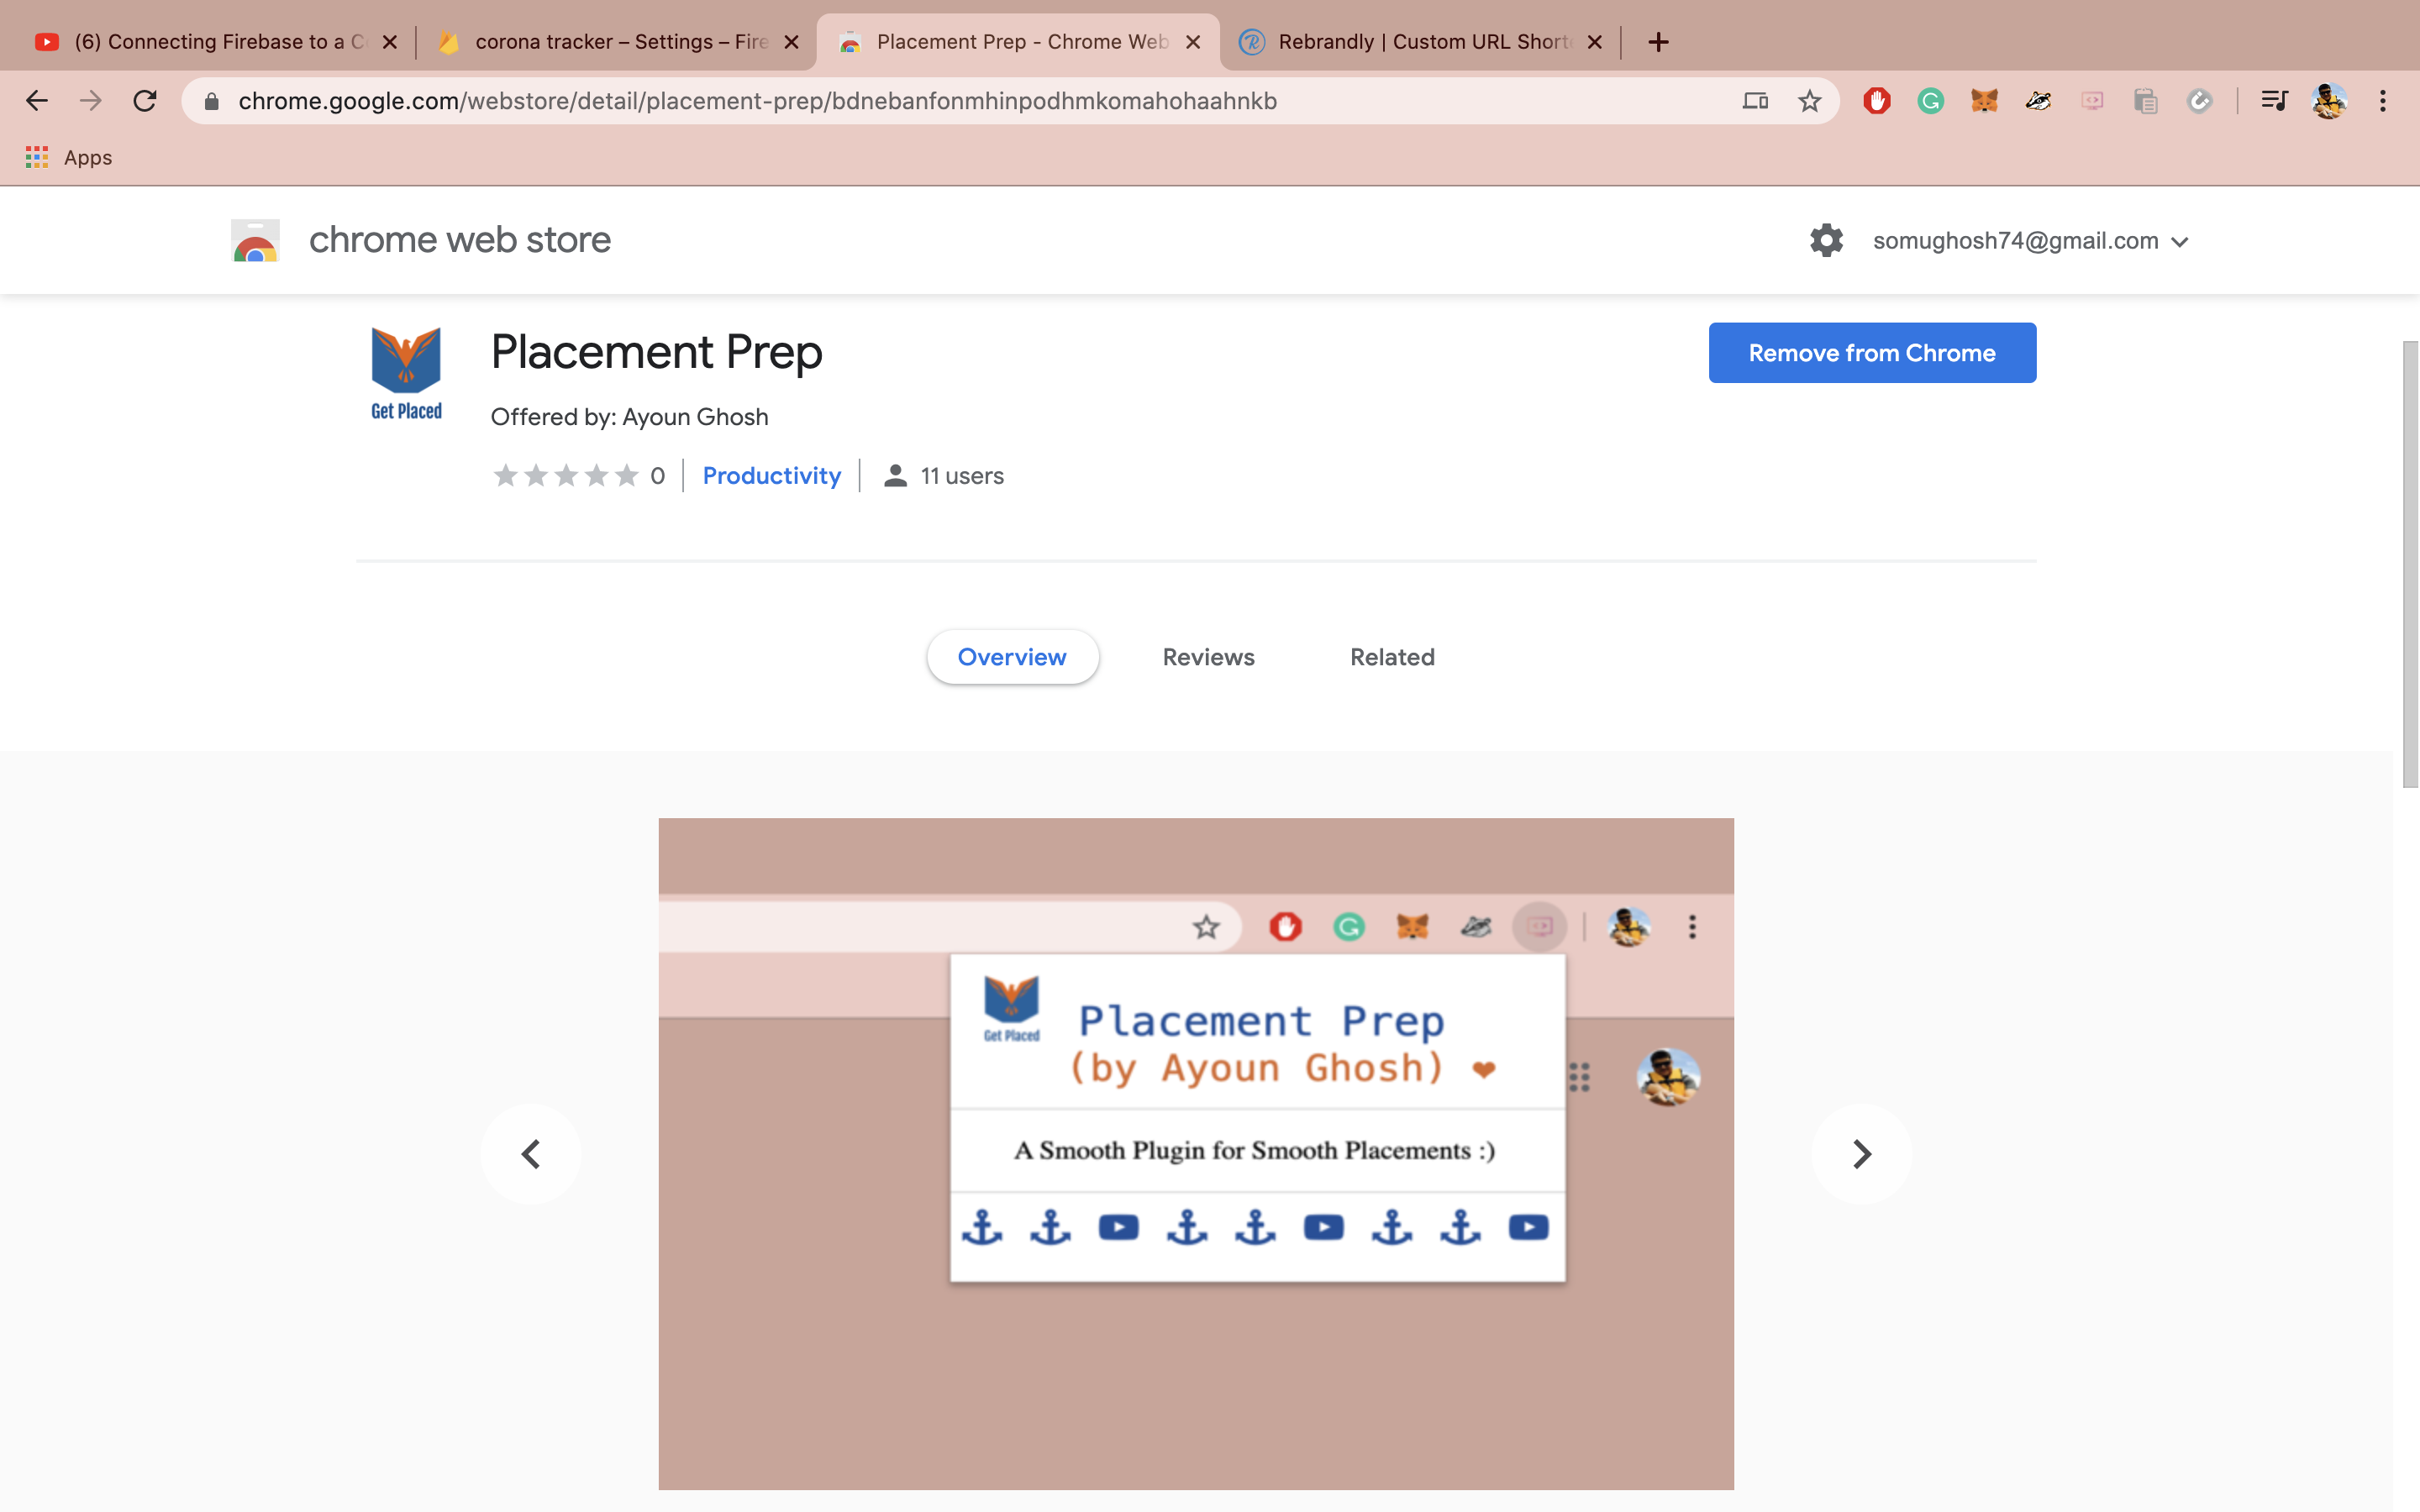 (6) Connecting Firebase to a C
corona tracker – Settings – Fire
Placement Prep - Chrome Web
Rebrandly | Custom URL Short
chrome.google.com/webstore/detail/placement-prep/bdnebanfonmhinpodhmkomahohaahnkb
Apps
chrome web store
somughosh74@gmail.com
Get Placed
Placement Prep
Remove from Chrome
Offered by: Ayoun Ghosh
0
Productivity
11 users
Overview
Reviews
Related
Get Placed
Placement Prep
(by Ayoun Ghosh) ❤
A Smooth Plugin for Smooth Placements :)